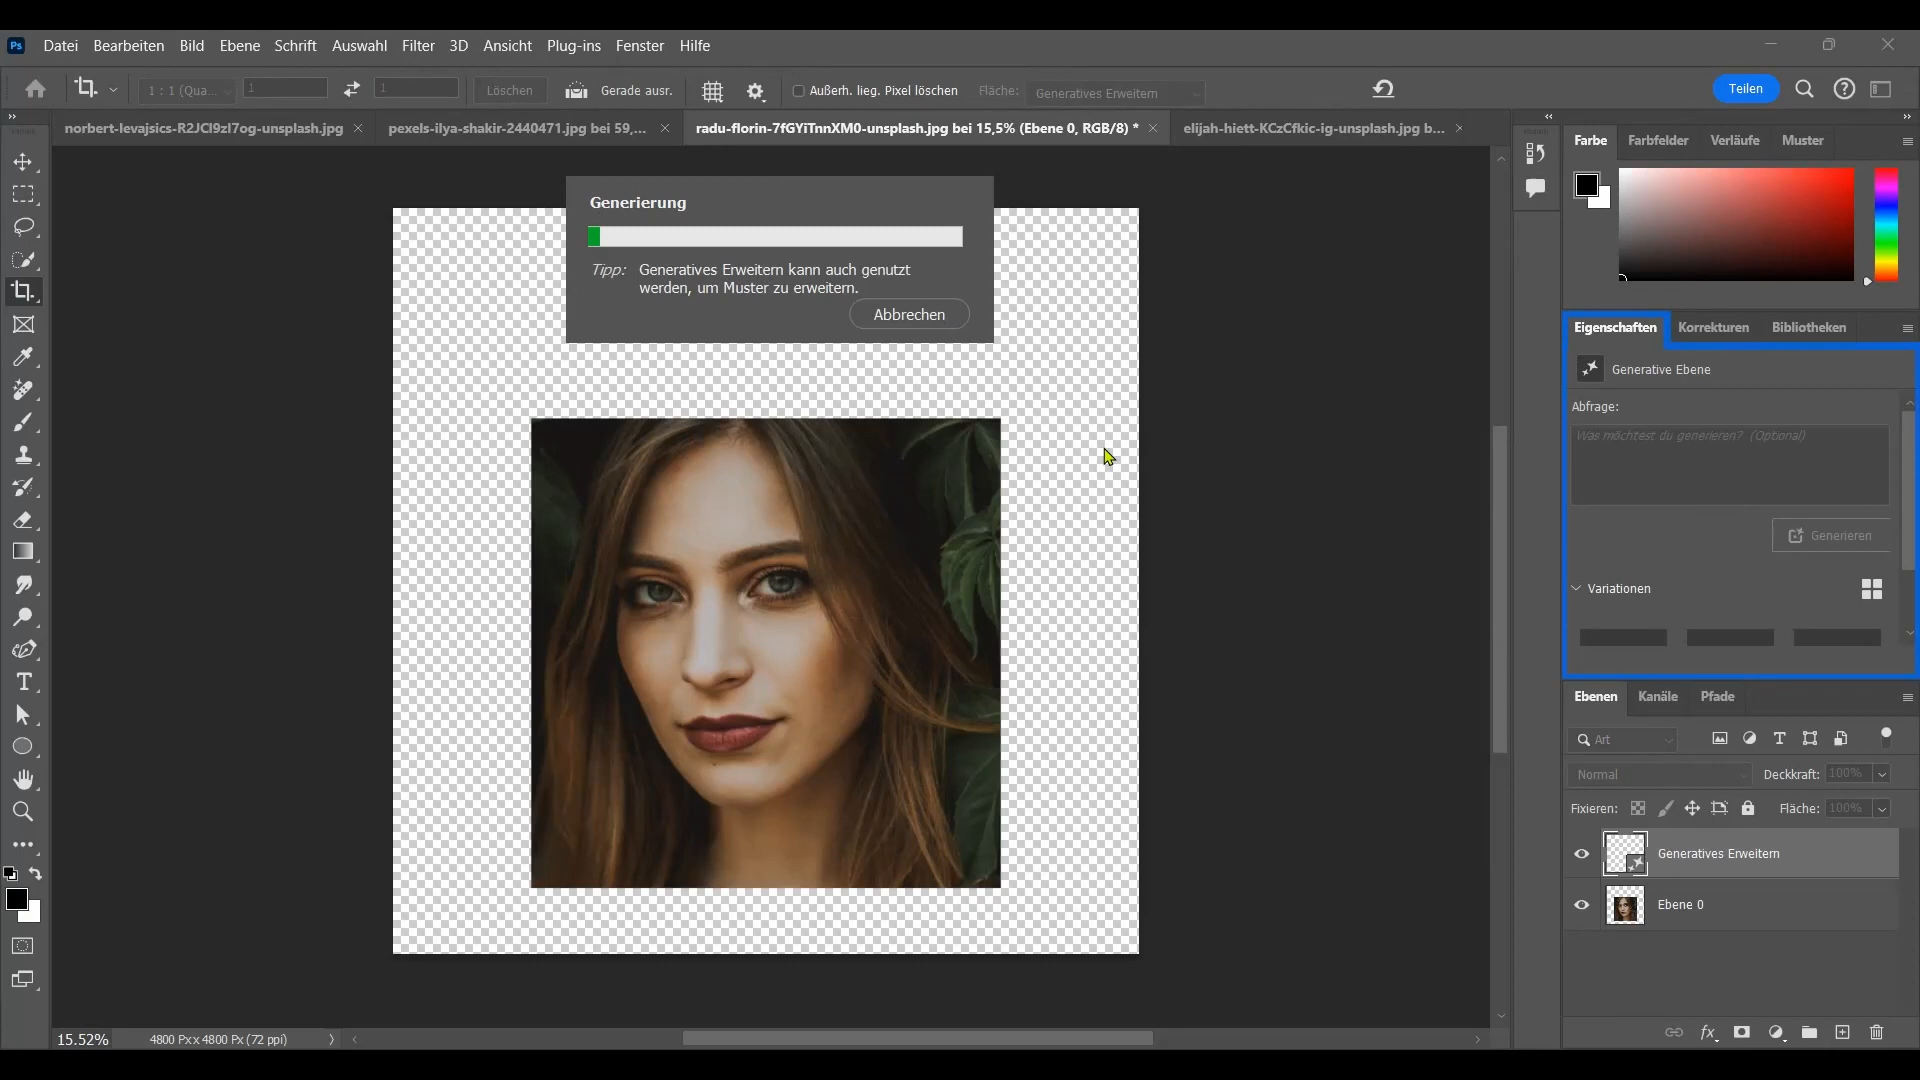 Ps Datei Bearbeiten Bild Ebene Schrift Auswahl Filter 3D Ansicht Plug-ins Fenster Hilfe
1 : 1 (Qua... 1 1 Löschen Gerade ausr. Außerh. lieg. Pixel löschen Fläche: Generatives Erweitern Teilen
norbert-levajsics-R2JCl9zI7og-unsplash.jpg pexels-ilya-shakir-2440471.jpg bei 59,... radu-florin-7fGYiTnnXM0-unsplash.jpg bei 15,5% (Ebene 0, RGB/8) * elijah-hiett-KCzCfkic-ig-unsplash.jpg b...
Generierung
Tipp: Generatives Erweitern kann auch genutzt
werden, um Muster zu erweitern.
Abbrechen
Farbe Farbfelder Verläufe Muster
Eigenschaften Korrekturen Bibliotheken
Generative Ebene
Abfrage:
Was möchtest du generieren? (Optional)
Generieren
Variationen
Ebenen Kanäle Pfade
Art
Normal Deckkraft: 100%
Fixieren: Fläche: 100%
Generatives Erweitern
Ebene 0
fx
15.52% 4800 Px x 4800 Px (72 ppi)